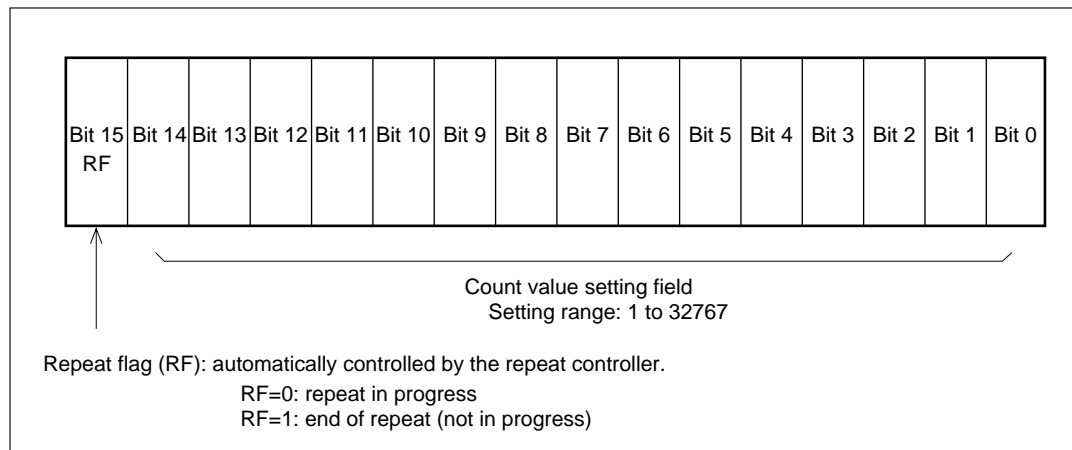 Bit 15 Bit 14 Bit 13 Bit 12 Bit 11 Bit 10 Bit 9 Bit 8 Bit 7 Bit 6 Bit 5 Bit 4 Bit 3 Bit 2 Bit 1 Bit 0
RF
Count value setting field
Setting range: 1 to 32767
Repeat flag (RF): automatically controlled by the repeat controller.
RF=0: repeat in progress
RF=1: end of repeat (not in progress)